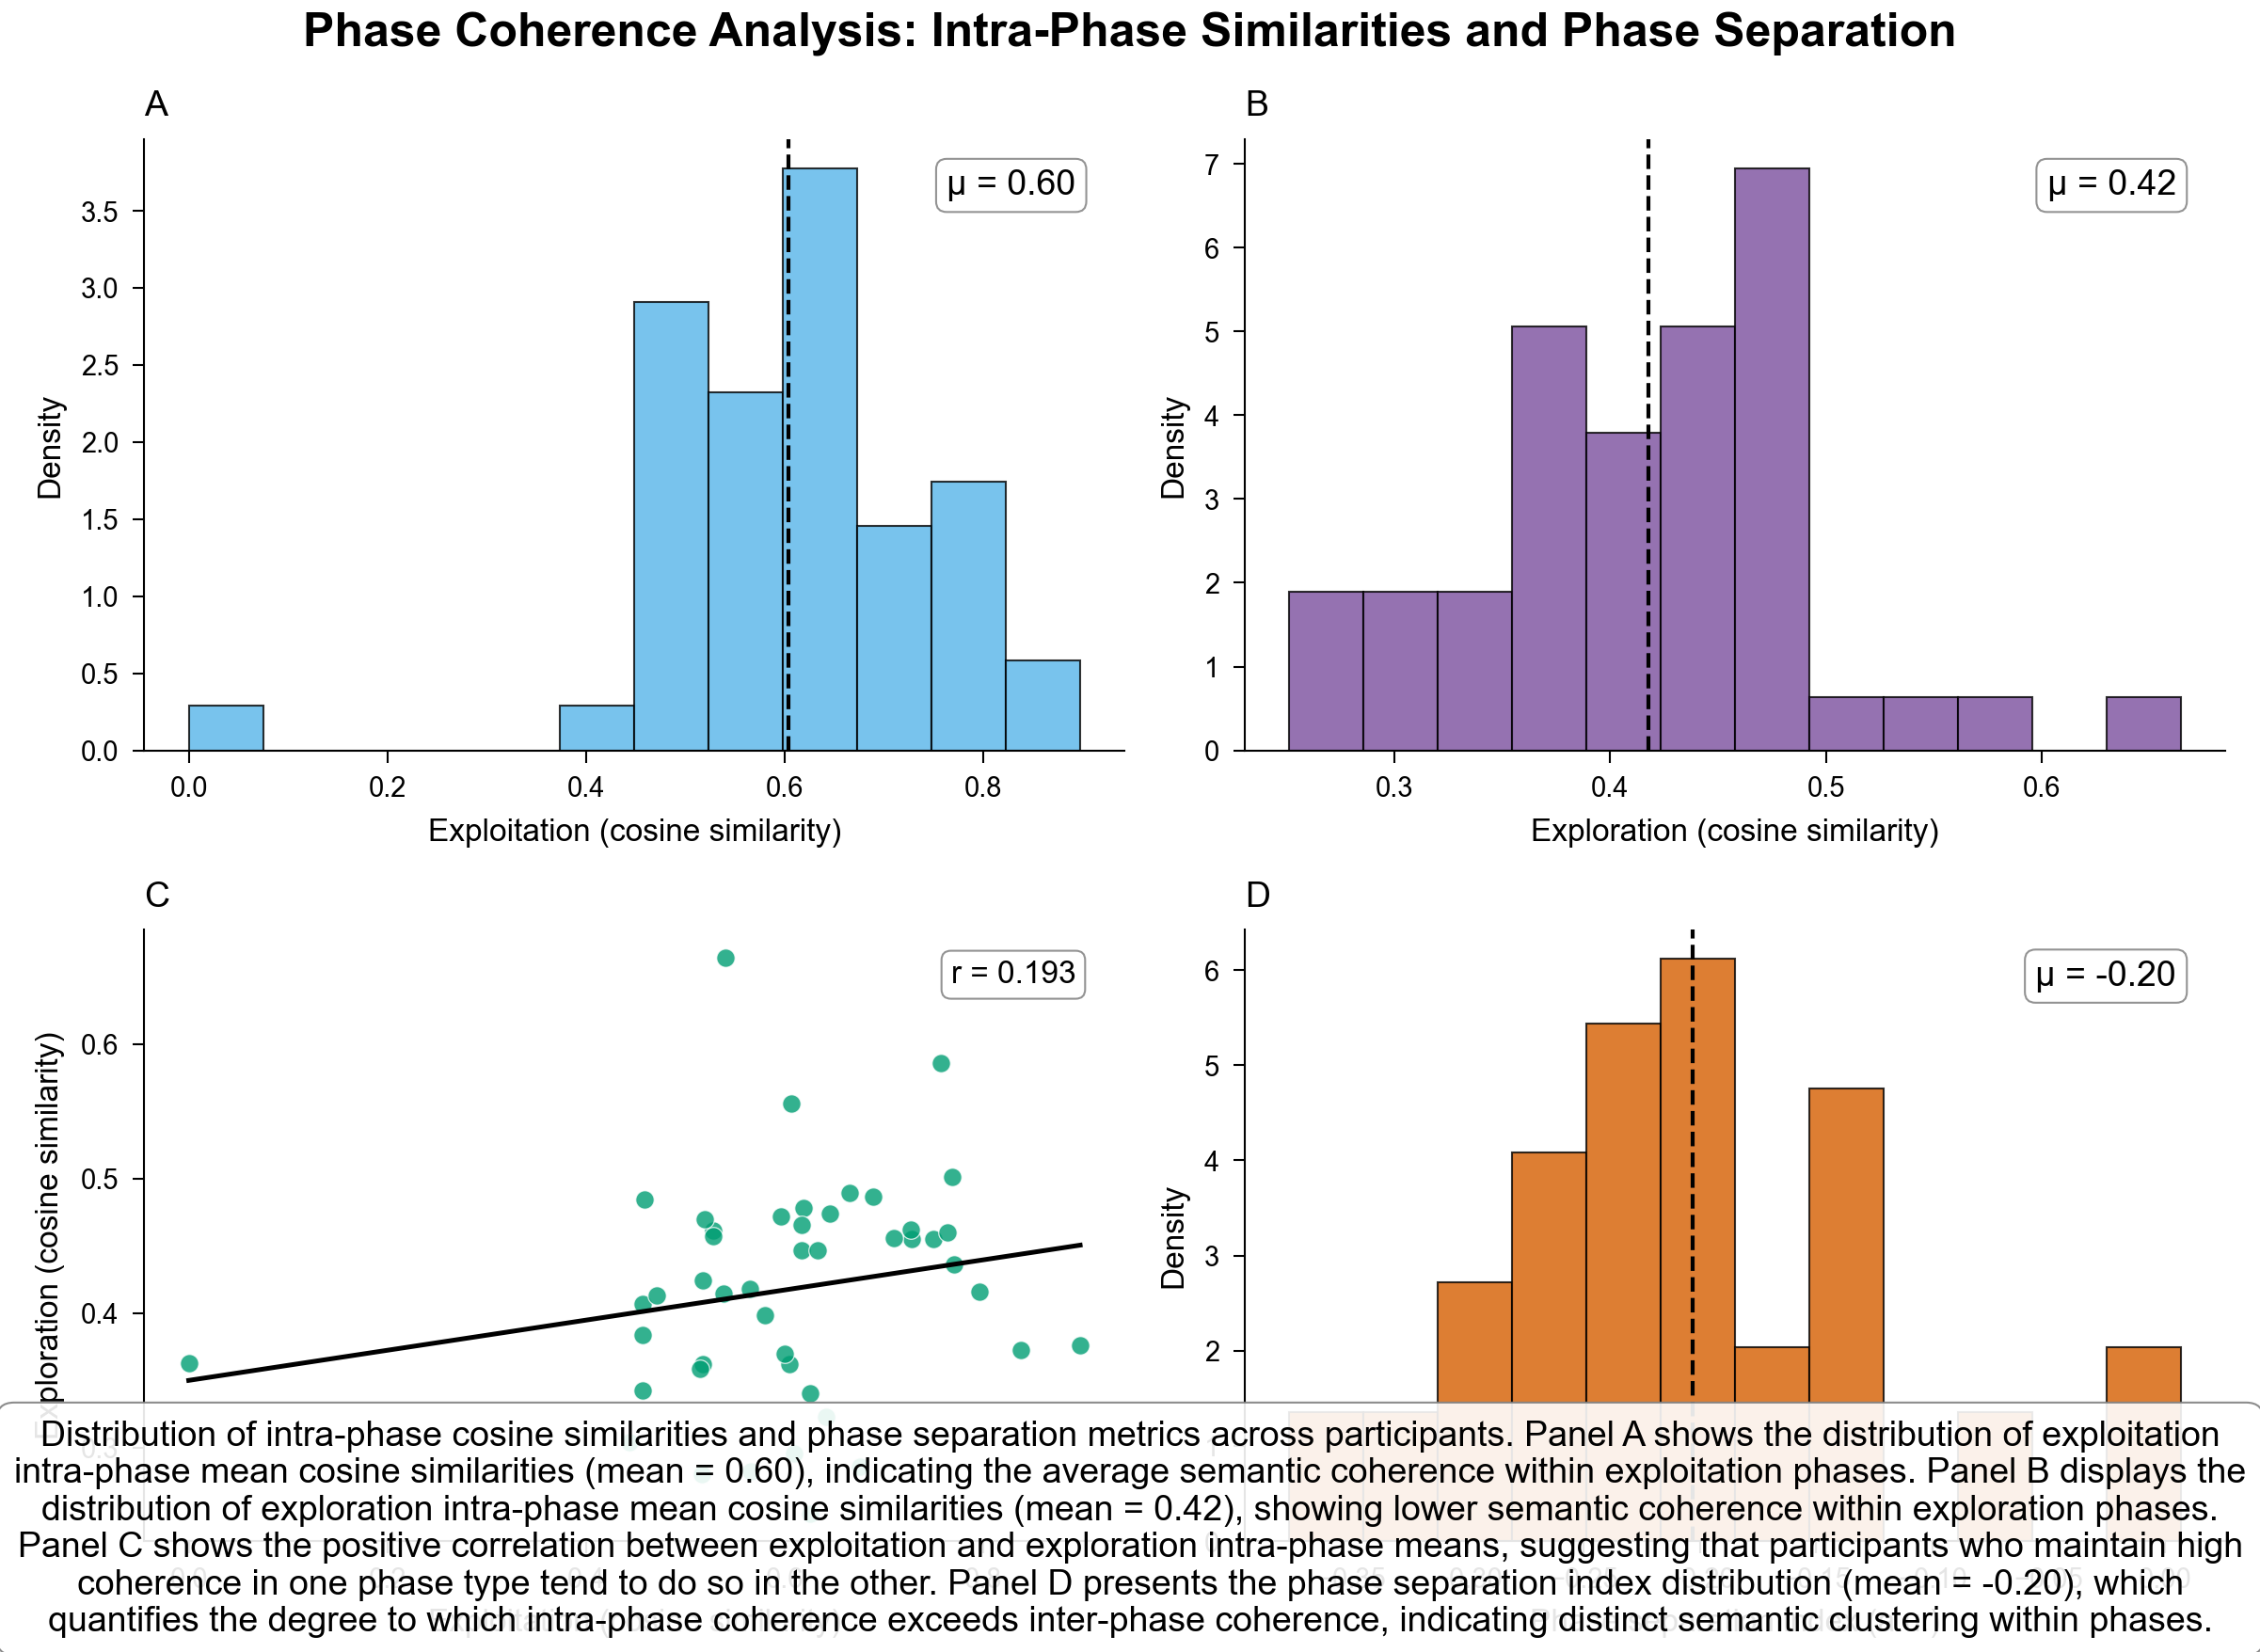 Phase Coherence Analysis: Intra-Phase Similarities and Phase Separation
A
μ = 0.60
Density
3.5
3.0
2.5
2.0
1.5
1.0
0.5
0.0
0.0 0.2 0.4 0.6 0.8
Exploitation (cosine similarity)
B
μ = 0.42
Density
7
6
5
4
3
2
1
0
0.3 0.4 0.5 0.6
Exploration (cosine similarity)
C
r = 0.193
Exploration (cosine similarity)
0.6
0.5
0.4
0.3
D
μ = -0.20
Density
6
5
4
3
2
Distribution of intra-phase cosine similarities and phase separation metrics across participants. Panel A shows the distribution of exploitation
intra-phase mean cosine similarities (mean = 0.60), indicating the average semantic coherence within exploitation phases. Panel B displays the
distribution of exploration intra-phase mean cosine similarities (mean = 0.42), showing lower semantic coherence within exploration phases.
Panel C shows the positive correlation between exploitation and exploration intra-phase means, suggesting that participants who maintain high
coherence in one phase type tend to do so in the other. Panel D presents the phase separation index distribution (mean = -0.20), which
quantifies the degree to which intra-phase coherence exceeds inter-phase coherence, indicating distinct semantic clustering within phases.